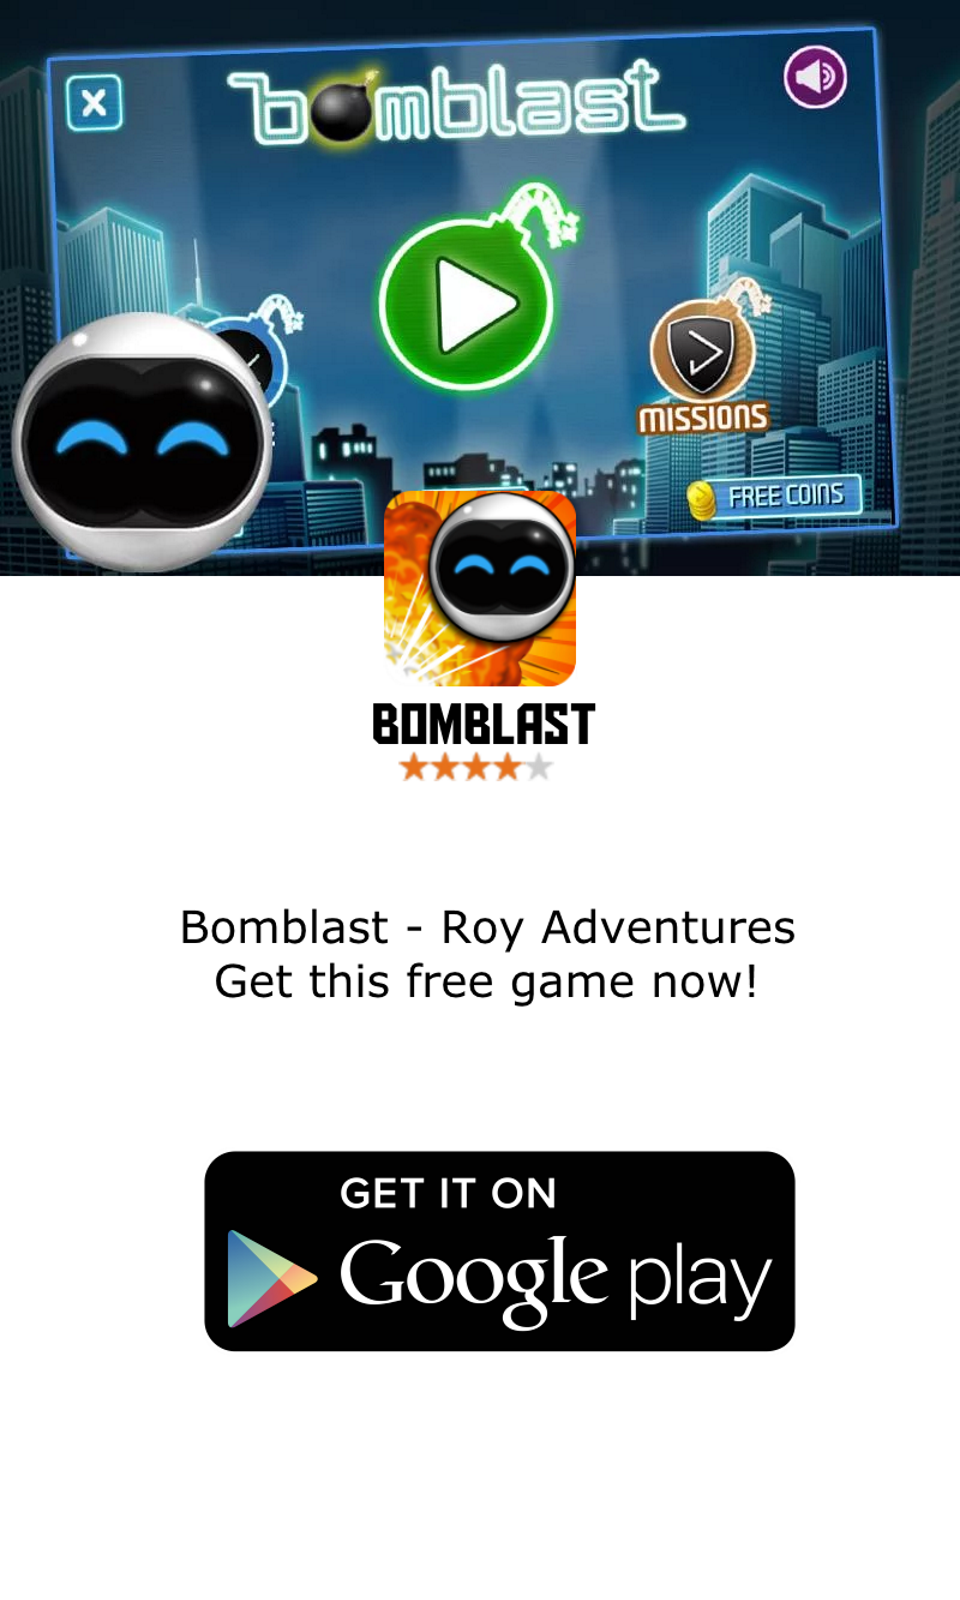 bomblast
MISSIONS
FREE COINS
BOMBLAST
Bomblast - Roy Adventures
Get this free game now!
GET IT ON
Google play